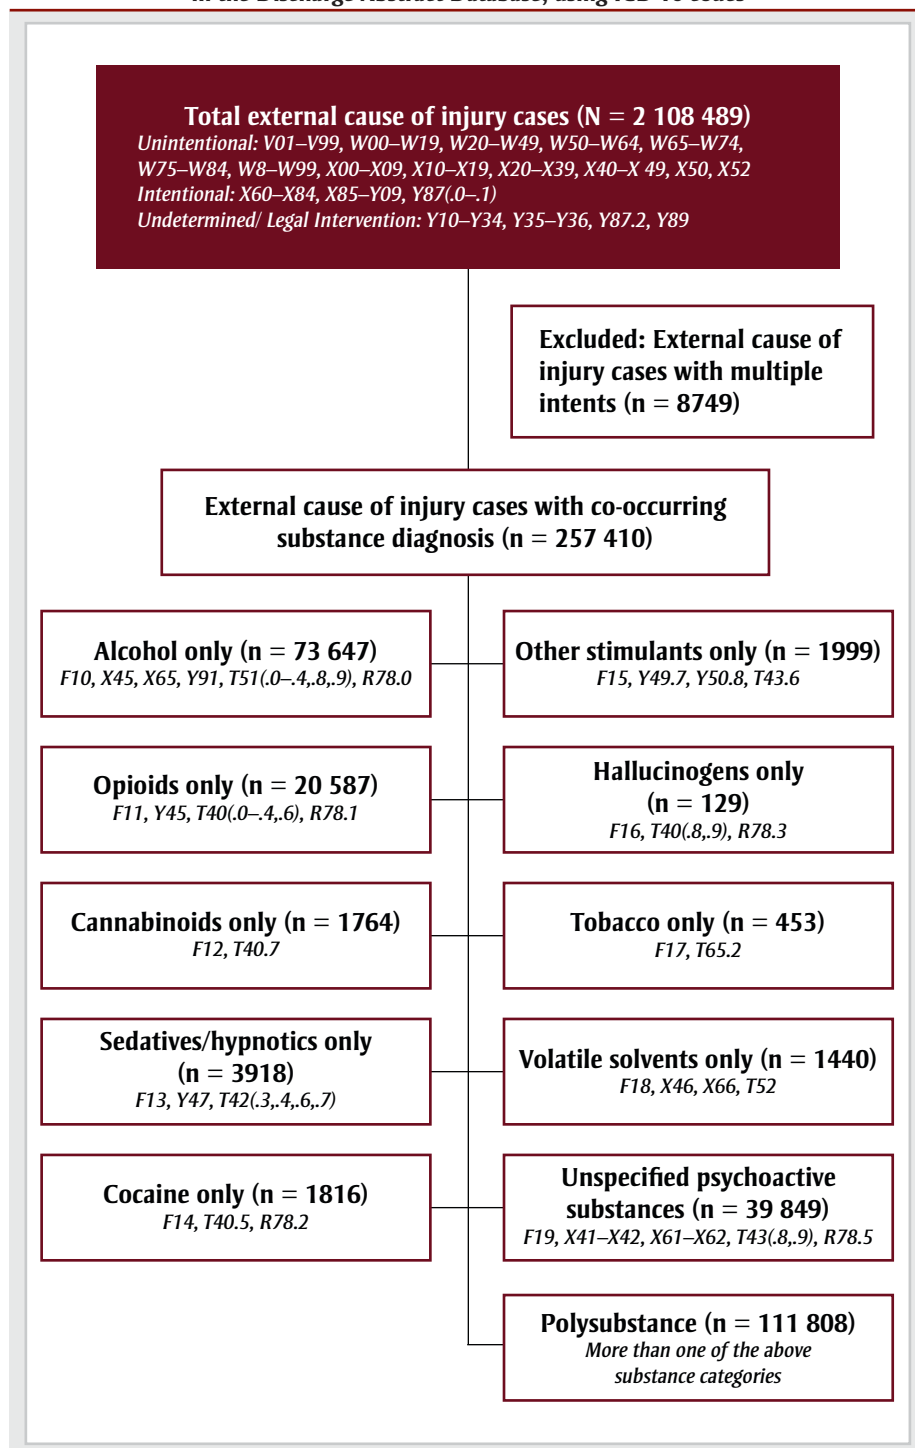 in the Discharge Abstract Database, using ICD-10 codes
Total external cause of injury cases (N = 2 108 489)
Unintentional: V01–V99, W00–W19, W20–W49, W50–W64, W65–W74,
W75–W84, W8–W99, X00–X09, X10–X19, X20–X39, X40–X 49, X50, X52
Intentional: X60–X84, X85–Y09, Y87(.0–.1)
Undetermined/ Legal Intervention: Y10–Y34, Y35–Y36, Y87.2, Y89
Excluded: External cause of
injury cases with multiple
intents (n = 8749)
External cause of injury cases with co-occurring
substance diagnosis (n = 257 410)
Alcohol only (n = 73 647)
F10, X45, X65, Y91, T51(.0–.4,.8,.9), R78.0
Other stimulants only (n = 1999)
F15, Y49.7, Y50.8, T43.6
Opioids only (n = 20 587)
F11, Y45, T40(.0–.4,.6), R78.1
Hallucinogens only
(n = 129)
F16, T40(.8,.9), R78.3
Cannabinoids only (n = 1764)
F12, T40.7
Tobacco only (n = 453)
F17, T65.2
Sedatives/hypnotics only
(n = 3918)
F13, Y47, T42(.3,.4,.6,.7)
Volatile solvents only (n = 1440)
F18, X46, X66, T52
Cocaine only (n = 1816)
F14, T40.5, R78.2
Unspecified psychoactive
substances (n = 39 849)
F19, X41–X42, X61–X62, T43(.8,.9), R78.5
Polysubstance (n = 111 808)
More than one of the above
substance categories